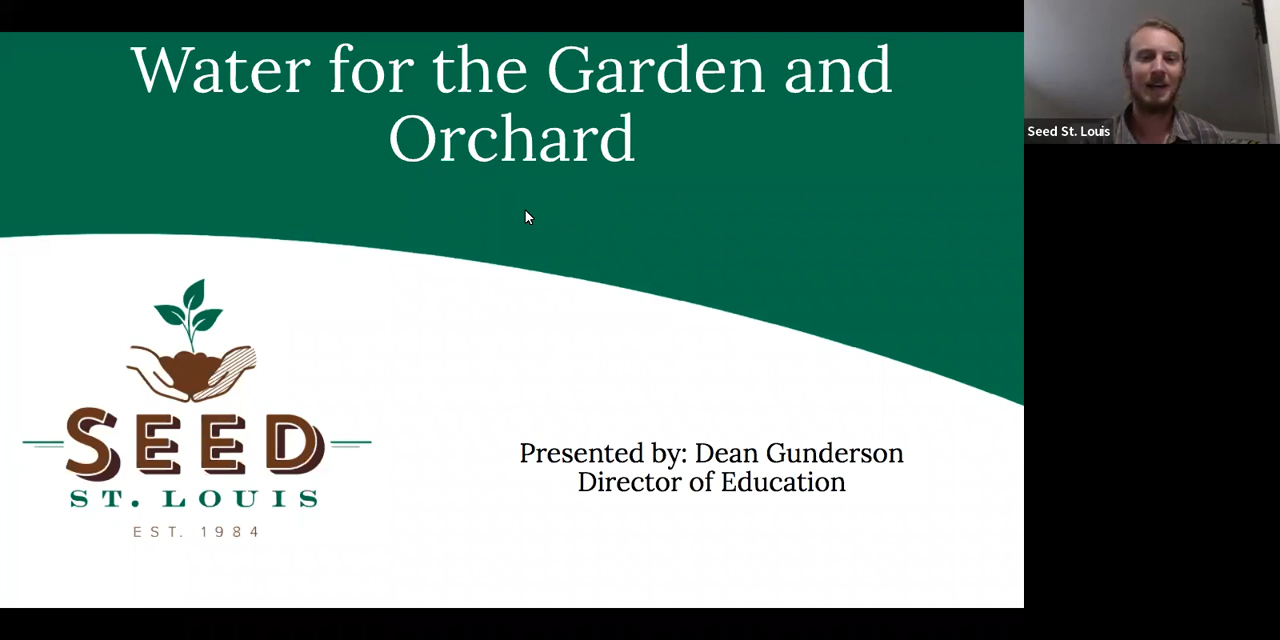 Water for the Garden and
Orchard
Seed St. Louis
SEED
ST. LOUIS
EST. 1984
Presented by: Dean Gunderson
Director of Education